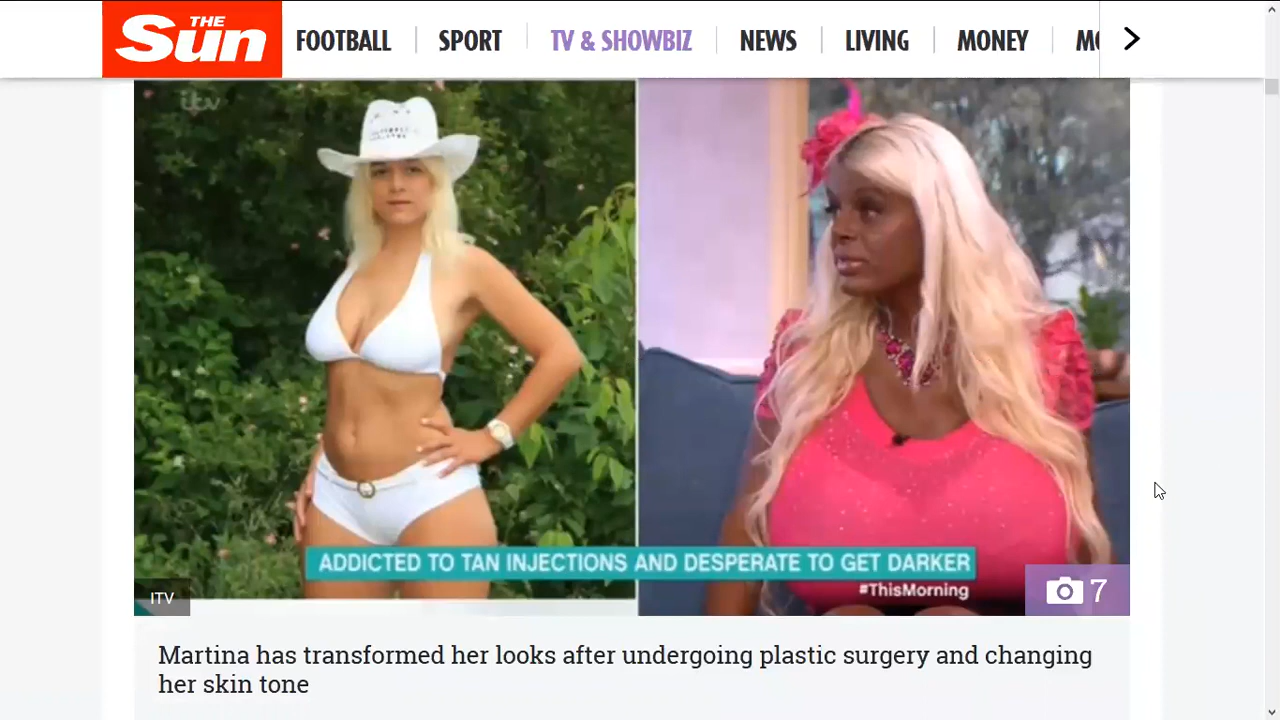 THE
Sun
FOOTBALL
SPORT
TV & SHOWBIZ
NEWS
LIVING
MONEY
itv
ADDICTED TO TAN INJECTIONS AND DESPERATE TO GET DARKER
#ThisMorning
ITV
7
Martina has transformed her looks after undergoing plastic surgery and changing
her skin tone